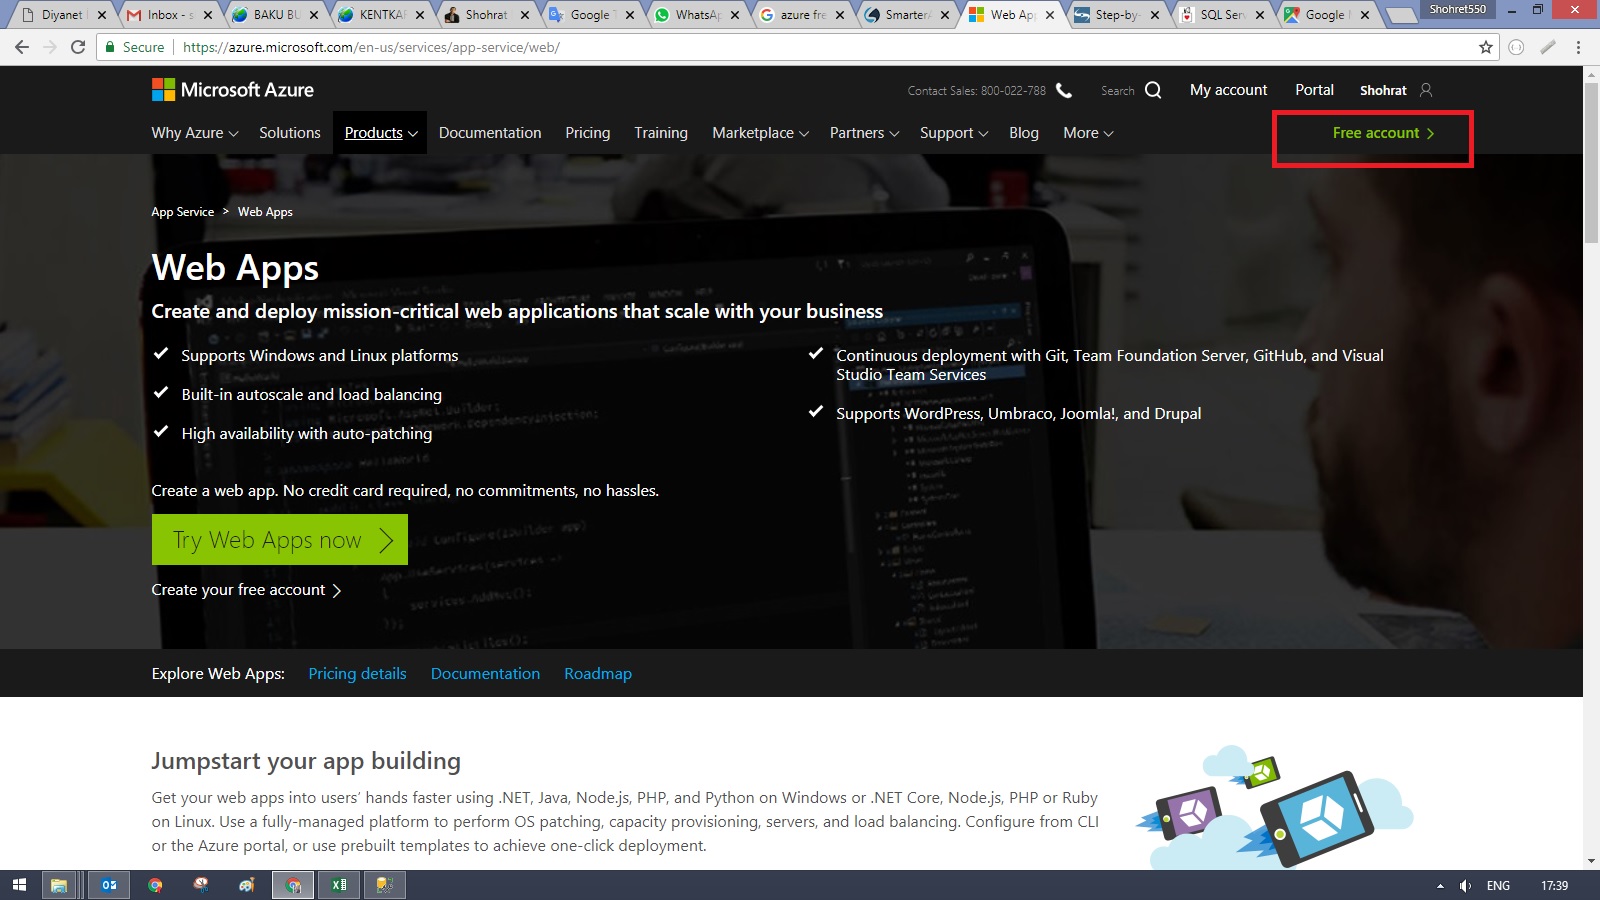 Diyanet
Inbox - s
BAKU BU
KENTKAR
Shohrat
Google T
WhatsAp
azure fre
SmarterA
Web App
Step-by-
SQL Serv
Google M
Shohret550
Secure
https://azure.microsoft.com/en-us/services/app-service/web/
Microsoft Azure
Contact Sales: 800-022-788
Search
My account
Portal
Shohrat
Why Azure
Solutions
Products
Documentation
Pricing
Training
Marketplace
Partners
Support
Blog
More
Free account
App Service > Web Apps
Web Apps
Create and deploy mission-critical web applications that scale with your business
Supports Windows and Linux platforms
Built-in autoscale and load balancing
High availability with auto-patching
Continuous deployment with Git, Team Foundation Server, GitHub, and Visual
Studio Team Services
Supports WordPress, Umbraco, Joomla!, and Drupal
Create a web app. No credit card required, no commitments, no hassles.
Try Web Apps now
Create your free account
Explore Web Apps:
Pricing details
Documentation
Roadmap
Jumpstart your app building
Get your web apps into users’ hands faster using .NET, Java, Node.js, PHP, and Python on Windows or .NET Core, Node.js, PHP or Ruby
on Linux. Use a fully-managed platform to perform OS patching, capacity provisioning, servers, and load balancing. Configure from CLI
or the Azure portal, or use prebuilt templates to achieve one-click deployment.
ENG
17:39